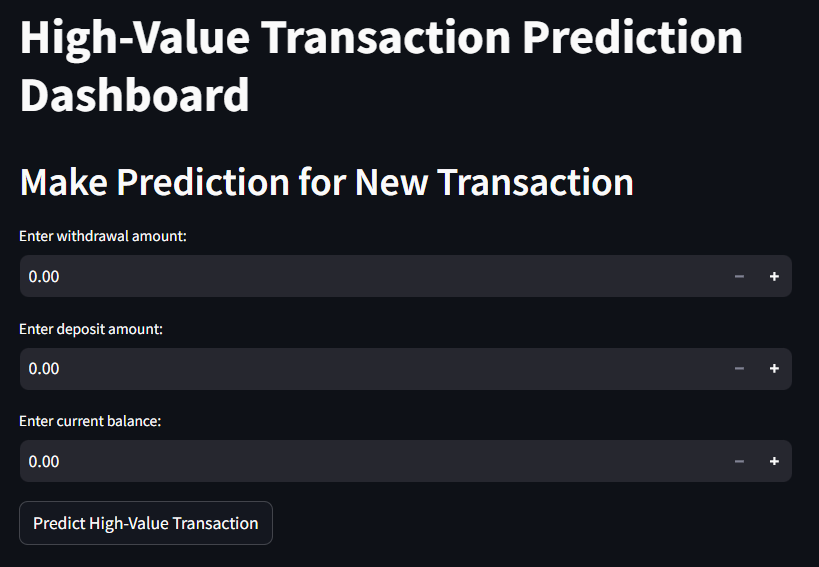 High-Value Transaction Prediction
Dashboard
Make Prediction for New Transaction
Enter withdrawal amount:
0.00
Enter deposit amount:
0.00
Enter current balance:
0.00
Predict High-Value Transaction